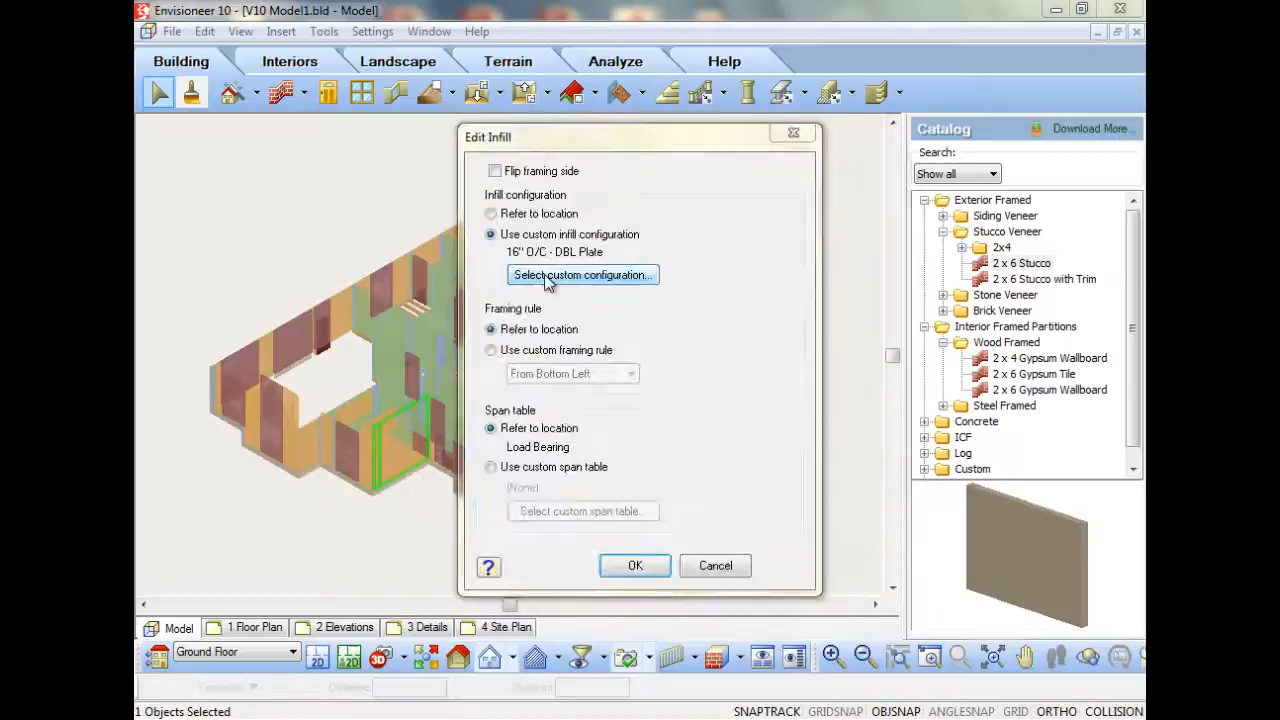 Envisioneer 10 - [V10 Model1.bld - Model]
File Edit View Insert Tools Settings Window Help
Building Interiors Landscape Terrain Analyze Help
Catalog Download More...
Search:
Show all
Exterior Framed
Siding Veneer
Stucco Veneer
2x4
2 x 6 Stucco
2 x 6 Stucco with Trim
Stone Veneer
Brick Veneer
Interior Framed Partitions
Wood Framed
2 x 4 Gypsum Wallboard
2 x 6 Gypsum Tile
2 x 6 Gypsum Wallboard
Steel Framed
Concrete
ICF
Log
Custom
Edit Infill
Flip framing side
Infill configuration
Refer to location
Use custom infill configuration
16" O/C - DBL Plate
Select custom configuration...
Framing rule
Refer to location
Use custom framing rule
From Bottom Left
Span table
Refer to location
Load Bearing
Use custom span table
[None]
Select custom span table...
? OK Cancel
Model 1 Floor Plan 2 Elevations 3 Details 4 Site Plan
Ground Floor 2D 2D 3D
Distance:
1 Objects Selected SNAPTRACK GRIDSNAP OBJSNAP ANGLESNAP GRID ORTHO COLLISION